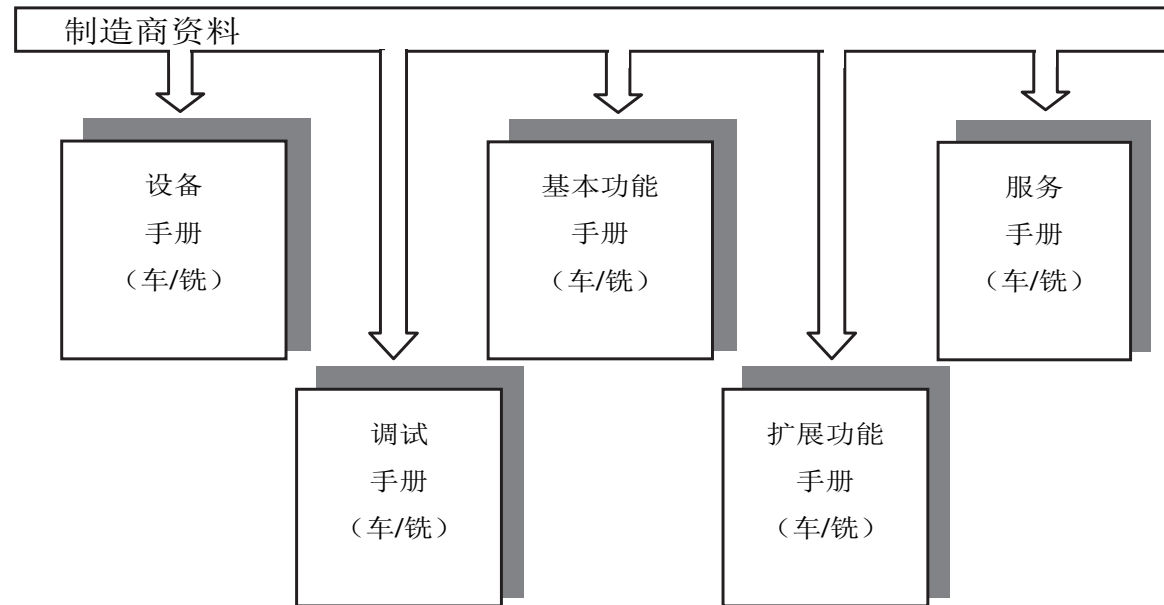 制造商资料
设备
手册
（车/铣）
基本功能
手册
（车/铣）
服务
手册
（车/铣）
调试
手册
（车/铣）
扩展功能
手册
（车/铣）